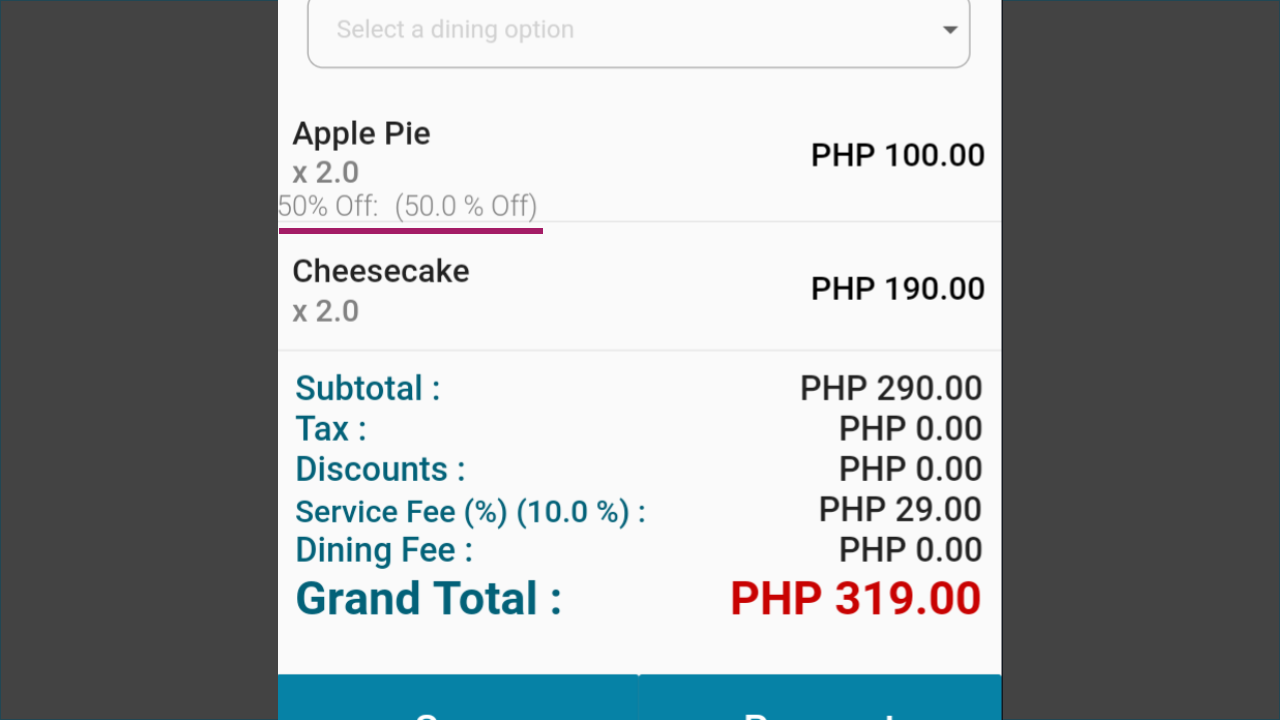 Select a dining option
Apple Pie
x 2.0
PHP 100.00
50% Off: (50.0 % Off)
Cheesecake
x 2.0
PHP 190.00
Subtotal : PHP 290.00
Tax : PHP 0.00
Discounts : PHP 0.00
Service Fee (%) (10.0 %) : PHP 29.00
Dining Fee : PHP 0.00
Grand Total : PHP 319.00